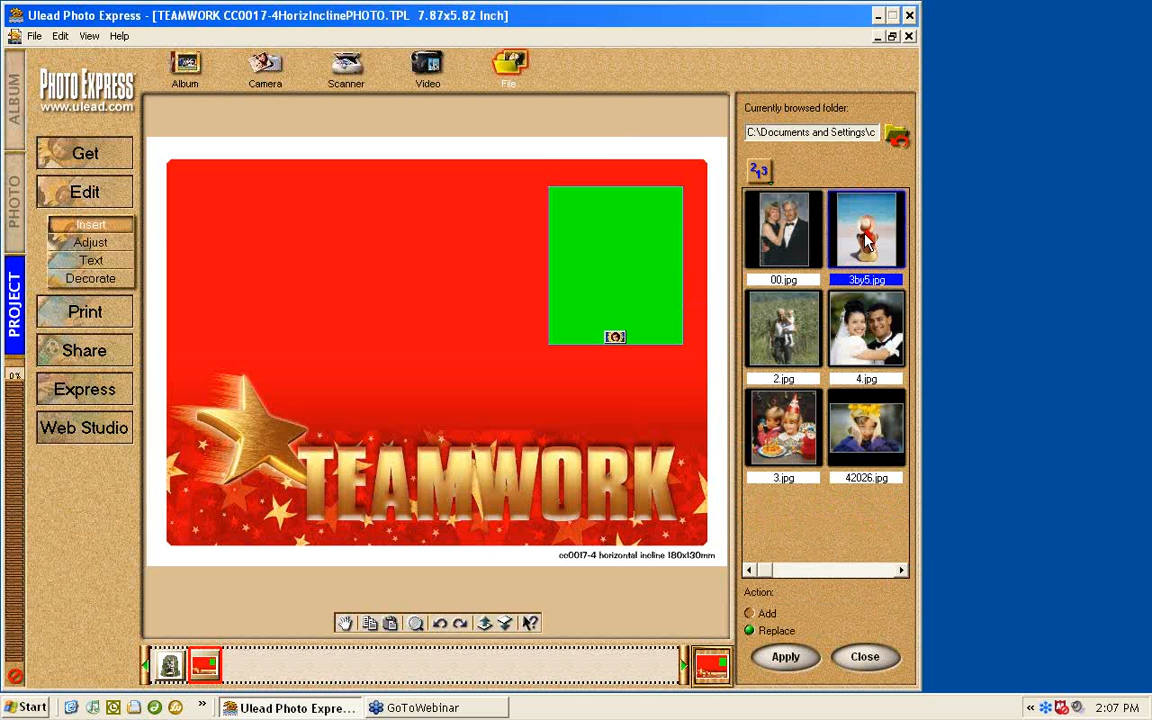 Ulead Photo Express - [TEAMWORK CC0017-4HorizInclinePHOTO.TPL 7.87x5.82 Inch]
File Edit View Help
PHOTO EXPRESS
www.ulead.com
Album Camera Scanner Video File
ALBUM
PHOTO
PROJECT
0%
Get
Edit
Insert
Adjust
Text
Decorate
Print
Share
Express
Web Studio
TEAMWORK
cc0017-4 horizontal incline 180x130mm
Currently browsed folder:
C:\Documents and Settings\c
213
00.jpg 3by5.jpg
2.jpg 4.jpg
3.jpg 42026.jpg
Action:
Add
Replace
Apply Close
Start » Ulead Photo Expre... GoToWebinar « 2:07 PM